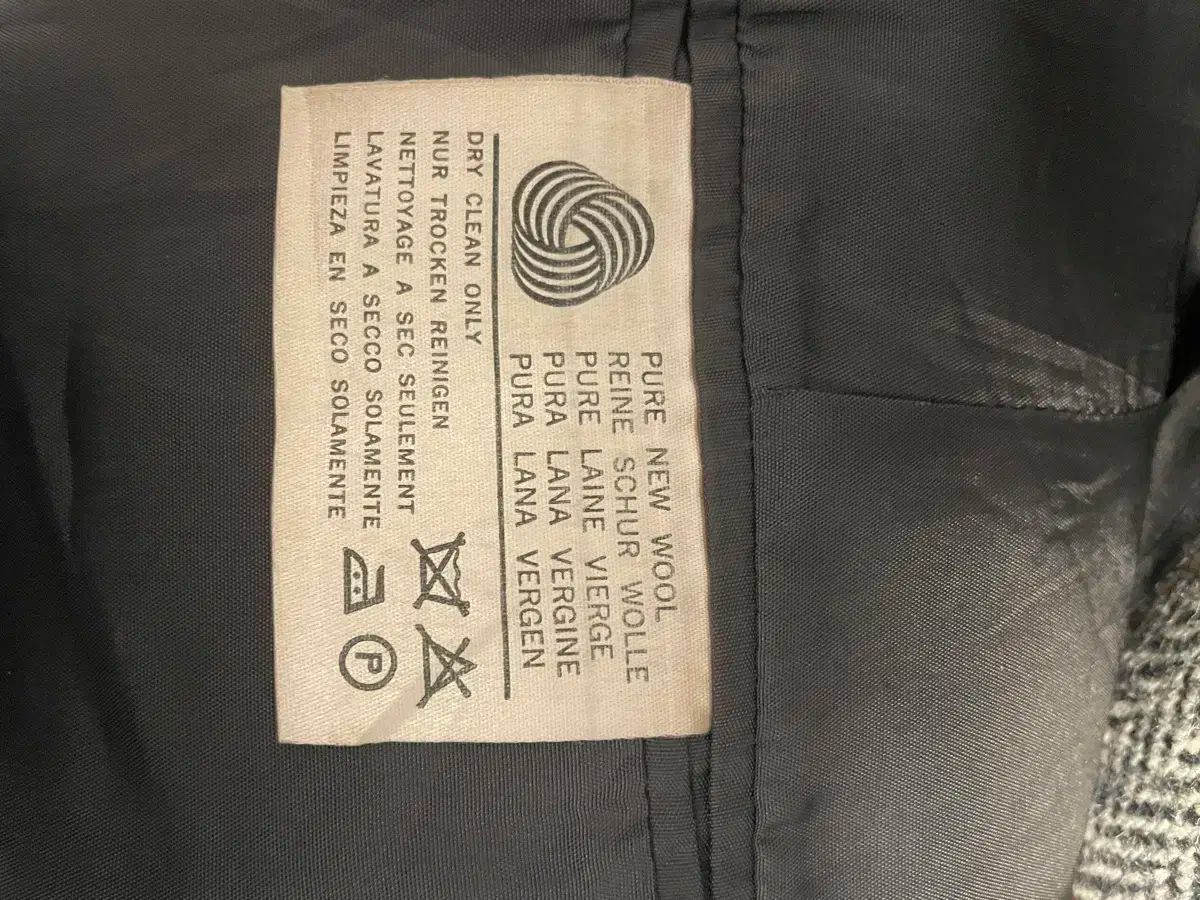 PURE NEW WOOL
REINE SCHUR WOLLE
PURE LAINE VIERGE
PURA LANA VERGINE
PURA LANA VERGEN
DRY CLEAN ONLY
NUR TROCKEN REINIGEN
NETTOYAGE A SEC SEULEMENT
LAVATURA A SECCO SOLAMENTE
LIMPIEZA EN SECO SOLAMENTE
P